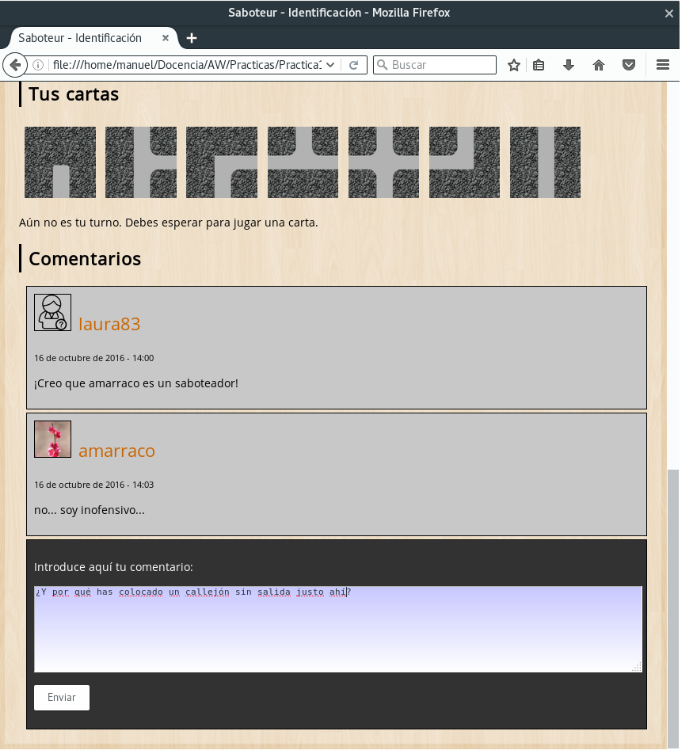 Saboteur - Identificación - Mozilla Firefox
Saboteur - Identificación
file:///home/manuel/Docencia/AW/Practicas/Practica
Buscar
Tus cartas
Aún no es tu turno. Debes esperar para jugar una carta.
Comentarios
laura83
16 de octubre de 2016 - 14:00
¡Creo que amarraco es un saboteador!
amarraco
16 de octubre de 2016 - 14:03
no... soy inofensivo...
Introduce aquí tu comentario:
¿Y por qué has colocado un callejón sin salida justo ahí?
Enviar